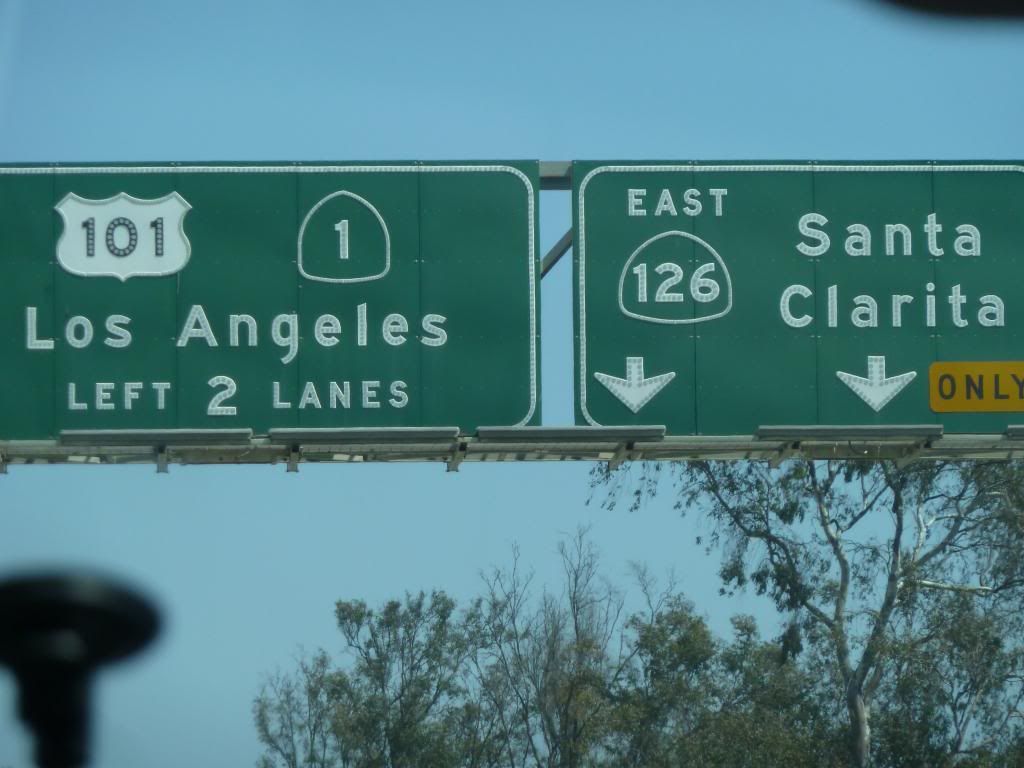 101 1
Los Angeles
LEFT 2 LANES
EAST
126
Santa
Clarita
ONLY